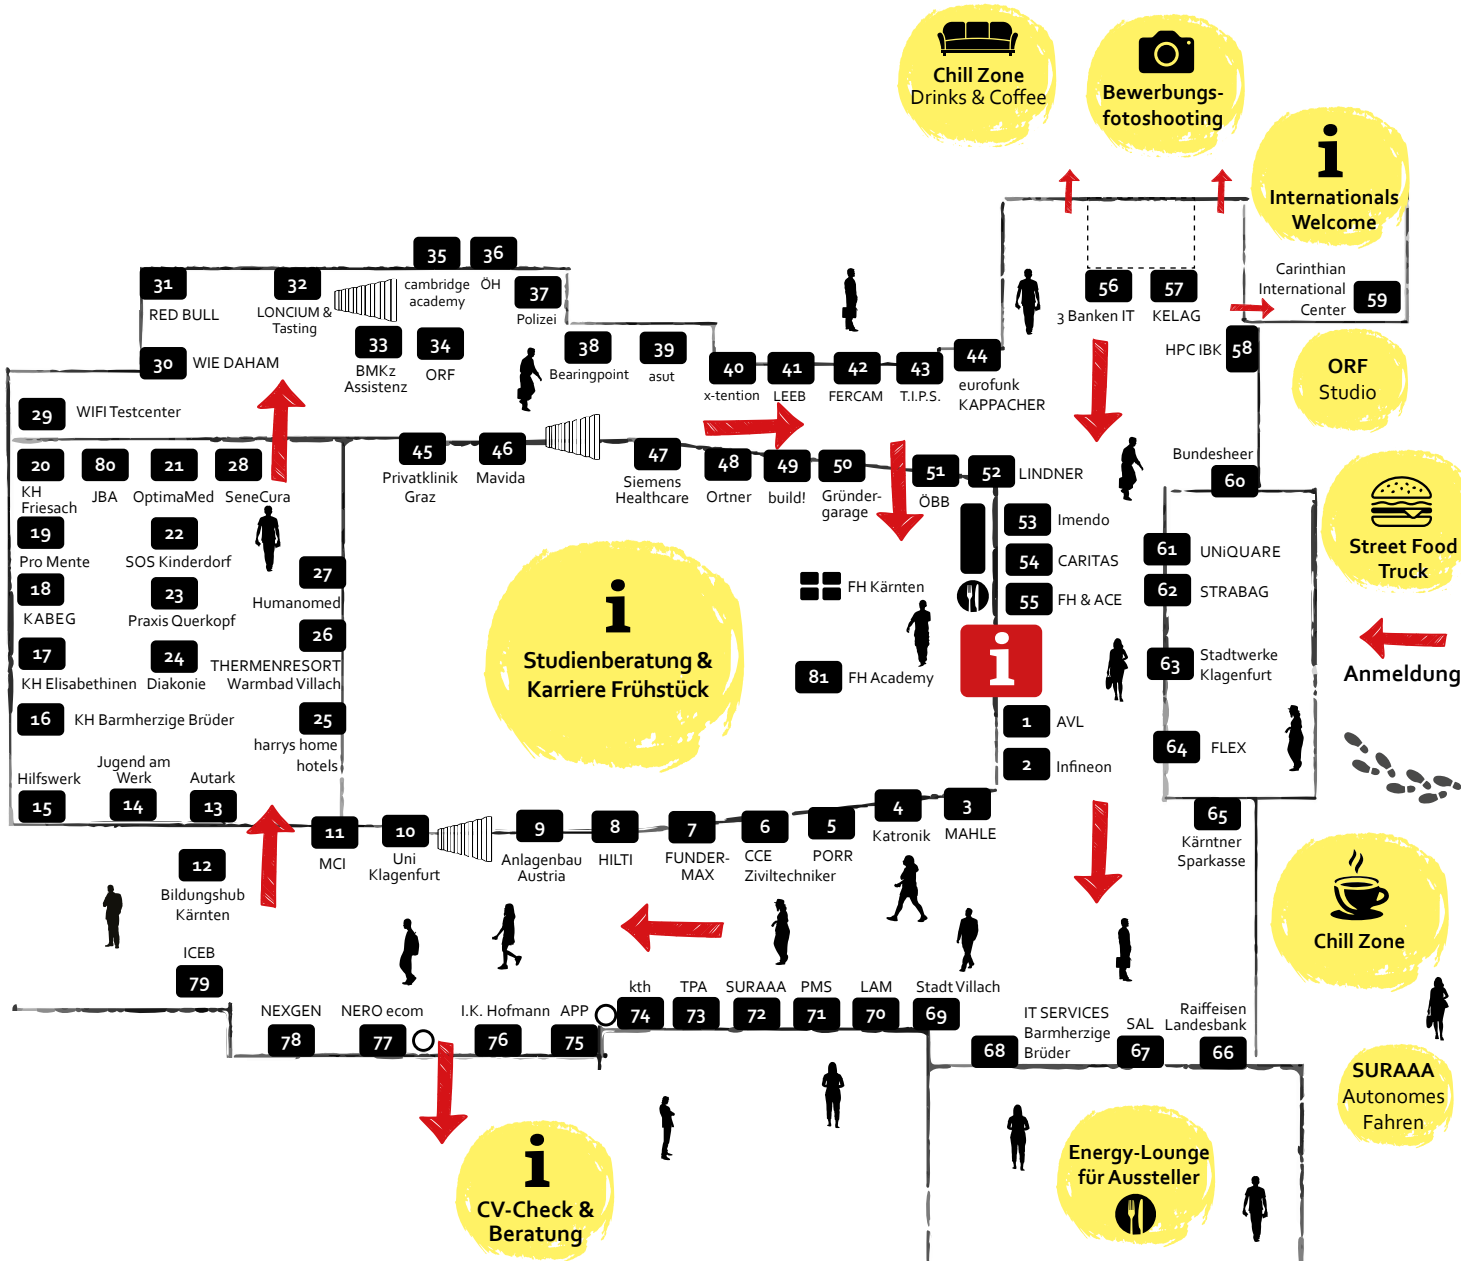 Chill Zone
Drinks & Coffee
Bewerbungs-
fotoshooting
i
Internationals
Welcome
35
36
cambridge
academy
ÖH
31
RED BULL
32
LONCIUM &
Tasting
37
Polizei
56
3 Banken IT
57
KELAG
Carinthian
International
Center
59
33
BMKz
Assistenz
34
ORF
38
Bearingpoint
39
asut
HPC IBK
58
30
WIE DAHAM
40
x-tention
41
LEEB
42
FERCAM
43
T.I.P.S.
44
eurofunk
KAPPACHER
ORF
Studio
29
WIFI Testcenter
20
KH
Friesach
80
JBA
21
OptimaMed
28
SeneCura
45
Privatklinik
Graz
46
Mavida
47
Siemens
Healthcare
48
Ortner
49
build!
50
Gründer-
garage
51
ÖBB
52
LINDNER
Bundesheer
60
19
Pro Mente
22
SOS Kinderdorf
53
Imendo
54
CARITAS
55
FH & ACE
61
UNiQUARE
62
STRABAG
Street Food
Truck
18
KABEG
23
Praxis Querkopf
27
Humanomed
26
THERMENRESORT
Warmbad Villach
17
KH Elisabethinen
24
Diakonie
i
Studienberatung &
Karriere Frühstück
FH Kärnten
81
FH Academy
i
63
Stadtwerke
Klagenfurt
Anmeldung
16
KH Barmherzige Brüder
25
harrys home
hotels
1
AVL
2
Infineon
64
FLEX
Hilfswerk
15
Jugend am
Werk
14
Autark
13
11
MCI
10
Uni
Klagenfurt
9
Anlagenbau
Austria
8
HILTI
7
FUNDER-
MAX
6
CCE
Ziviltechniker
5
PORR
4
Katronik
3
MAHLE
65
Kärntner
Sparkasse
12
Bildungshub
Kärnten
Chill Zone
ICEB
79
NEXGEN
78
NERO ecom
77
I.K. Hofmann
76
APP
75
kth
74
TPA
73
SURAAA
72
PMS
71
LAM
70
Stadt Villach
69
68
IT SERVICES
Barmherzige
Brüder
SAL
67
Raiffeisen
Landesbank
66
SURAAA
Autonomes
Fahren
i
CV-Check &
Beratung
Energy-Lounge
für Aussteller